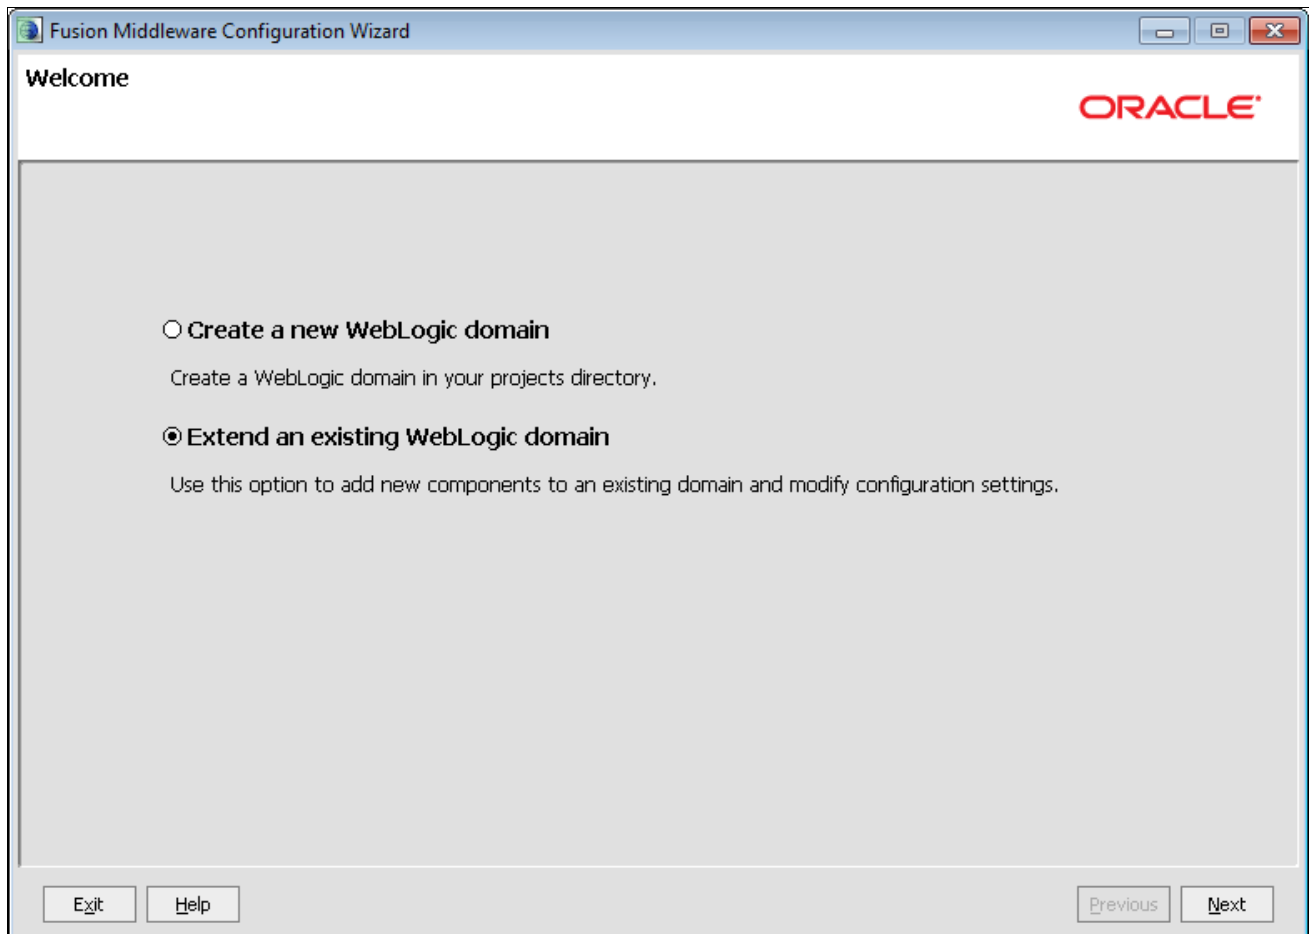 Fusion Middleware Configuration Wizard
Welcome
ORACLE
Create a new WebLogic domain
Create a WebLogic domain in your projects directory.
Extend an existing WebLogic domain
Use this option to add new components to an existing domain and modify configuration settings.
Exit Help Previous Next